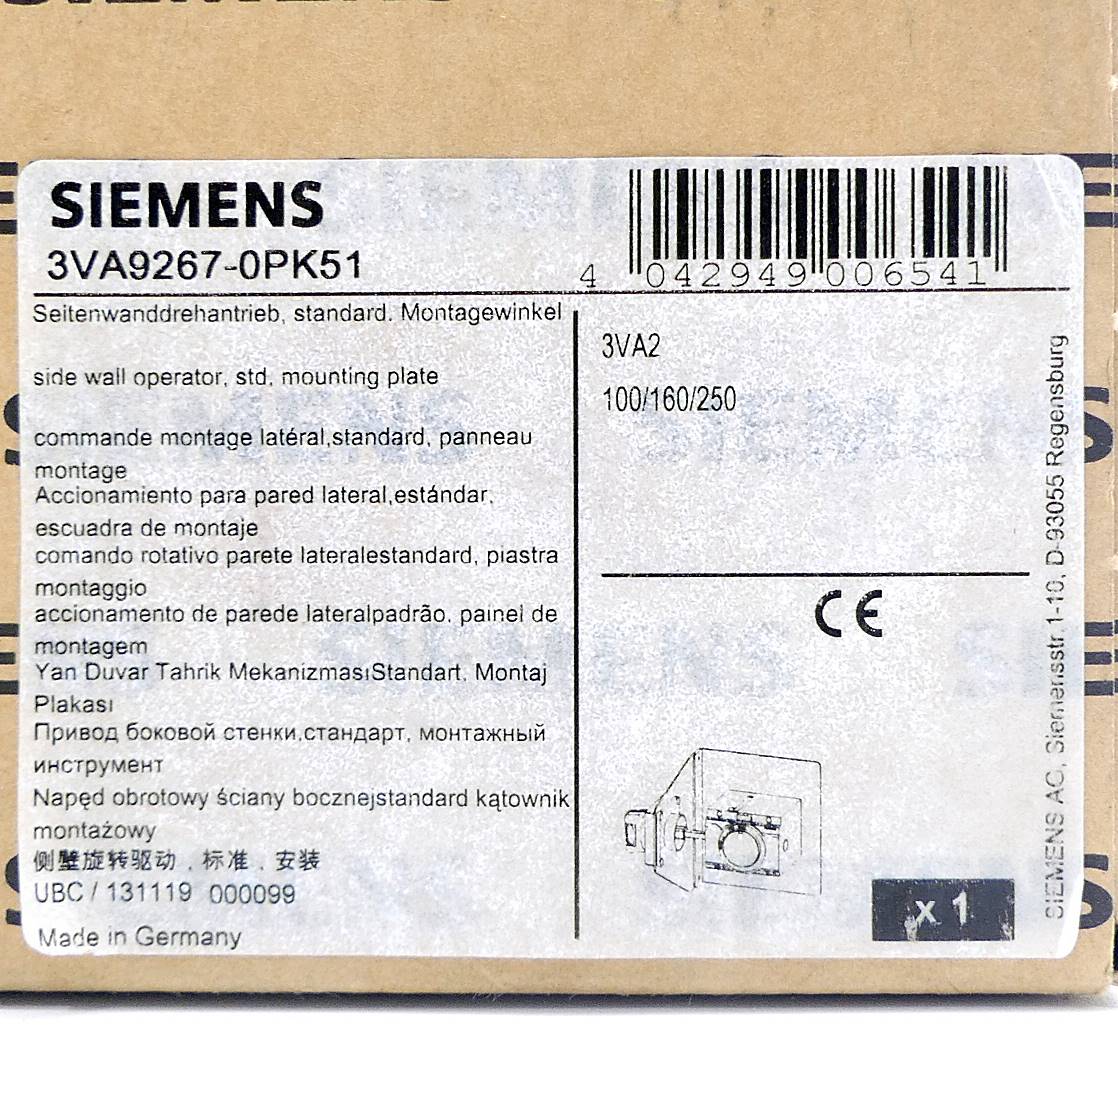 SIEMENS
3VA9267-0PK51
4 042949 006541
Seitenwanddrehantrieb, standard. Montagewinkel
side wall operator, std. mounting plate
commande montage latéral,standard, panneau
montage
Accionamiento para pared lateral,estándar,
escuadra de montaje
comando rotativo parete lateralestandard, piastra
montaggio
accionamento de parede lateralpadrão, painel de
montagem
Yan Duvar Tahrik MekanizmasıStandart, Montaj
Plakası
Привод боковой стенки,стандарт, монтажный
инструмент
Napęd obrotowy ściany bocznejstandard kątownik
montażowy
侧壁旋转驱动，标准，安装
UBC / 131119 000099
Made in Germany
3VA2
100/160/250
CE
x 1
SIEMENS AG, Siemensstr. 1-10, D-93055 Regensburg